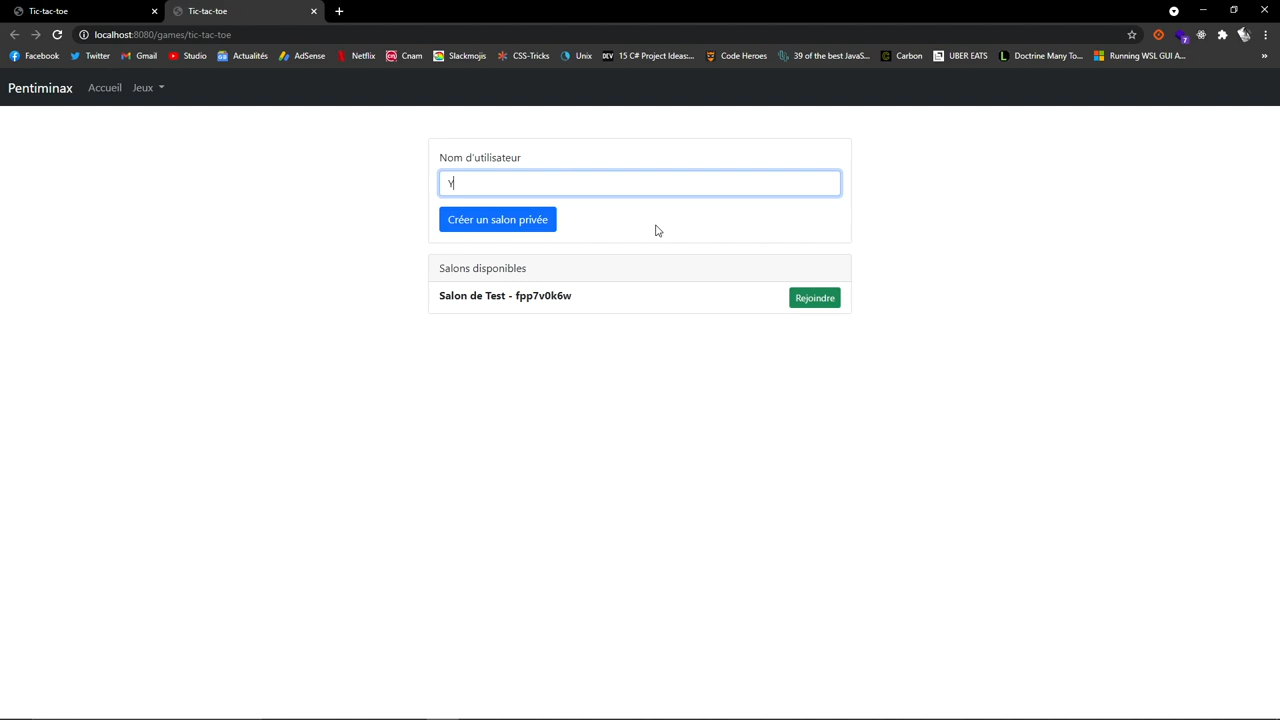 Tic-tac-toe Tic-tac-toe
localhost:8080/games/tic-tac-toe
Facebook Twitter Gmail Studio Actualités AdSense Netflix Cnam Slackmojis CSS-Tricks Unix 15 C# Project Ideas:... Code Heroes 39 of the best JavaS... Carbon UBER EATS Doctrine Many To... Running WSL GUI A... »
Pentiminax Accueil Jeux
Nom d'utilisateur
Y
Créer un salon privée
Salons disponibles
Salon de Test - fpp7v0k6w Rejoindre